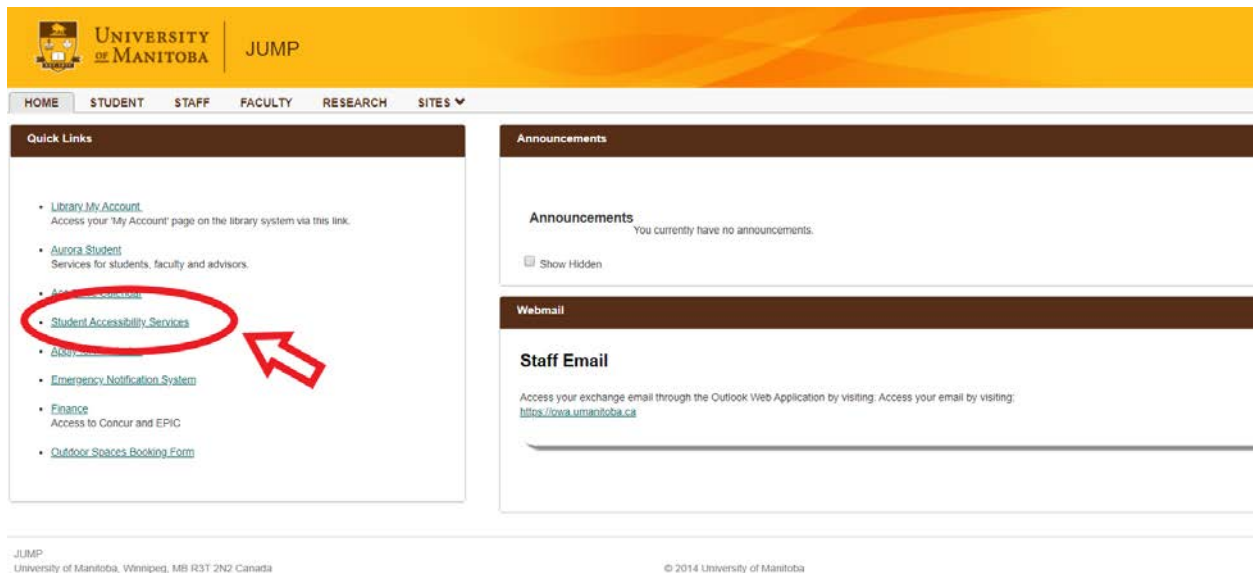 UNIVERSITY
OF MANITOBA
JUMP
HOME STUDENT STAFF FACULTY RESEARCH SITES
Quick Links
Library My Account
Access your 'My Account' page on the library system via this link.
Aurora Student
Services for students, faculty and advisors.
Calendar
Student Accessibility Services
Apply
Emergency Notification System
Finance
Access to Concur and EPIC
Outdoor Spaces Booking Form
Announcements
Announcements
You currently have no announcements.
Show Hidden
Webmail
Staff Email
Access your exchange email through the Outlook Web Application by visiting: Access your email by visiting:
https://owa.umanitoba.ca
JUMP
University of Manitoba, Winnipeg, MB R3T 2N2 Canada
© 2014 University of Manitoba